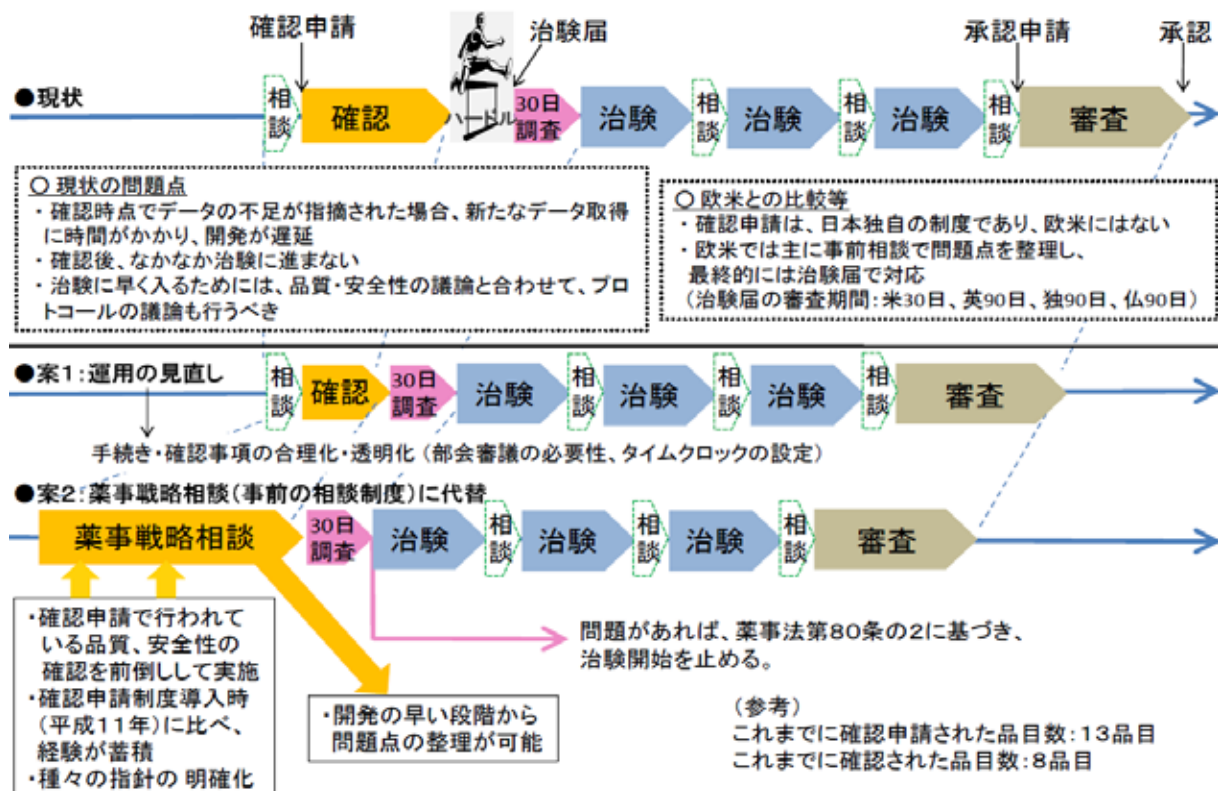 確認申請
治験届
承認申請
承認
●現状
相談
確認
ハードル
30日
調査
治験
相談
治験
相談
治験
相談
審査
○ 現状の問題点
・確認時点でデータの不足が指摘された場合、新たなデータ取得
に時間がかかり、開発が遅延
・確認後、なかなか治験に進まない
・治験に早く入るためには、品質・安全性の議論と合わせて、プロ
トコールの議論も行うべき
○ 欧米との比較等
・確認申請は、日本独自の制度であり、欧米にはない
・欧米では主に事前相談で問題点を整理し、
最終的には治験届で対応
(治験届の審査期間:米30日、英90日、独90日、仏90日)
●案1:運用の見直し
相談
確認
30日
調査
治験
相談
治験
相談
治験
相談
審査
手続き・確認事項の合理化・透明化 (部会審議の必要性、タイムクロックの設定)
●案2:薬事戦略相談(事前の相談制度)に代替
薬事戦略相談
30日
調査
治験
相談
治験
相談
治験
相談
審査
・確認申請で行われて
いる品質、安全性の
確認を前倒しして実施
・確認申請制度導入時
(平成11年)に比べ、
経験が蓄積
・種々の指針の 明確化
・開発の早い段階から
問題点の整理が可能
問題があれば、薬事法第80条の2に基づき、
治験開始を止める。
(参考)
これまでに確認申請された品目数:13品目
これまでに確認された品目数:8品目